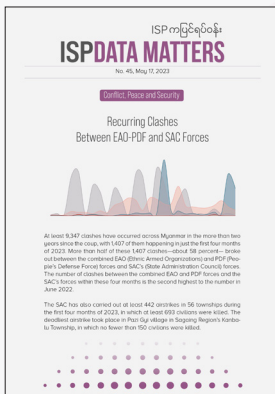 ISP ကပြင်ရပ်ဝန်း
ISPDATA MATTERS
No. 45, May 17, 2023
Conflict, Peace and Security
Recurring Clashes
Between EAO-PDF and SAC Forces
At least 9,347 clashes have occurred across Myanmar in the more than two
years since the coup, with 1,407 of them happening in just the first four months
of 2023. More than half of these 1,407 clashes—about 58 percent— broke
out between the combined EAO (Ethnic Armed Organizations) and PDF (Peo-
ple's Defense Force) forces and SAC's (State Administration Council) forces.
The number of clashes between the combined EAO and PDF forces and the
SAC's forces within these four months is the second highest to the number in
June 2022.
The SAC has also carried out at least 442 airstrikes in 56 townships during
the first four months of 2023, in which at least 693 civilians were killed. The
deadliest airstrike took place in Pazi Gyi village in Sagaing Region's Kanba-
lu Township, in which no fewer than 150 civilians were killed.